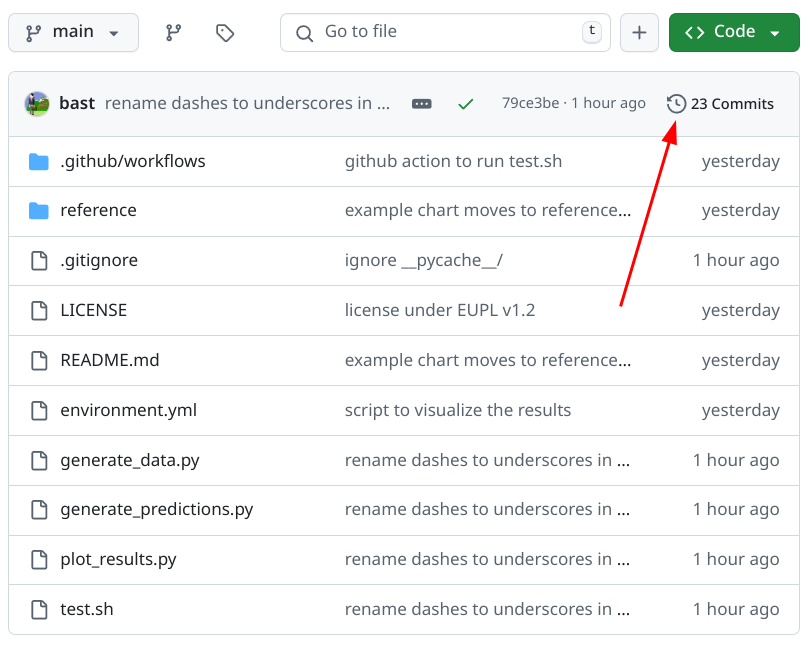 main Go to file t Code
bast rename dashes to underscores in ... 79ce3be · 1 hour ago 23 Commits
.github/workflows github action to run test.sh yesterday
reference example chart moves to reference... yesterday
.gitignore ignore __pycache__/ 1 hour ago
LICENSE license under EUPL v1.2 yesterday
README.md example chart moves to reference... yesterday
environment.yml script to visualize the results yesterday
generate_data.py rename dashes to underscores in ... 1 hour ago
generate_predictions.py rename dashes to underscores in ... 1 hour ago
plot_results.py rename dashes to underscores in ... 1 hour ago
test.sh rename dashes to underscores in ... 1 hour ago